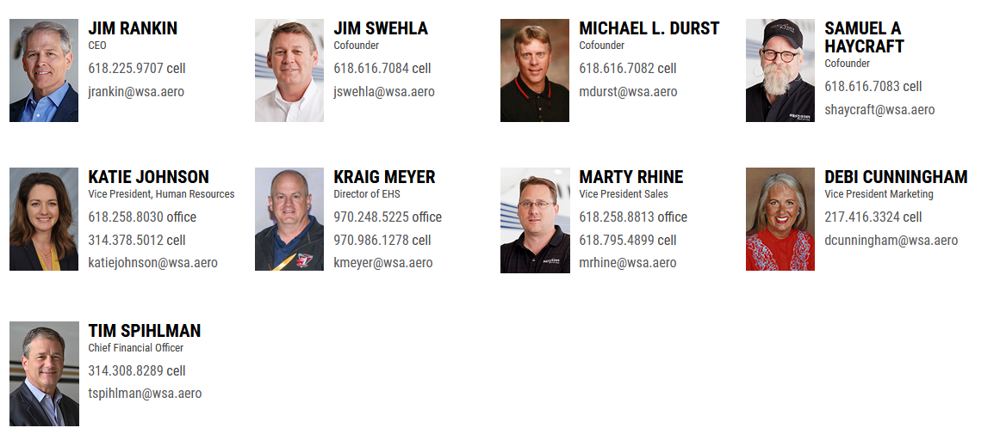 JIM RANKIN
CEO
618.225.9707 cell
jrankin@wsa.aero
JIM SWEHLA
Cofounder
618.616.7084 cell
jswehla@wsa.aero
MICHAEL L. DURST
Cofounder
618.616.7082 cell
mdurst@wsa.aero
SAMUEL A
HAYCRAFT
Cofounder
618.616.7083 cell
shaycraft@wsa.aero
KATIE JOHNSON
Vice President, Human Resources
618.258.8030 office
314.378.5012 cell
katiejohnson@wsa.aero
KRAIG MEYER
Director of EHS
970.248.5225 office
970.986.1278 cell
kmeyer@wsa.aero
MARTY RHINE
Vice President Sales
618.258.8813 office
618.795.4899 cell
mrhine@wsa.aero
DEBI CUNNINGHAM
Vice President Marketing
217.416.3324 cell
dcunningham@wsa.aero
TIM SPIHLMAN
Chief Financial Officer
314.308.8289 cell
tspihlman@wsa.aero